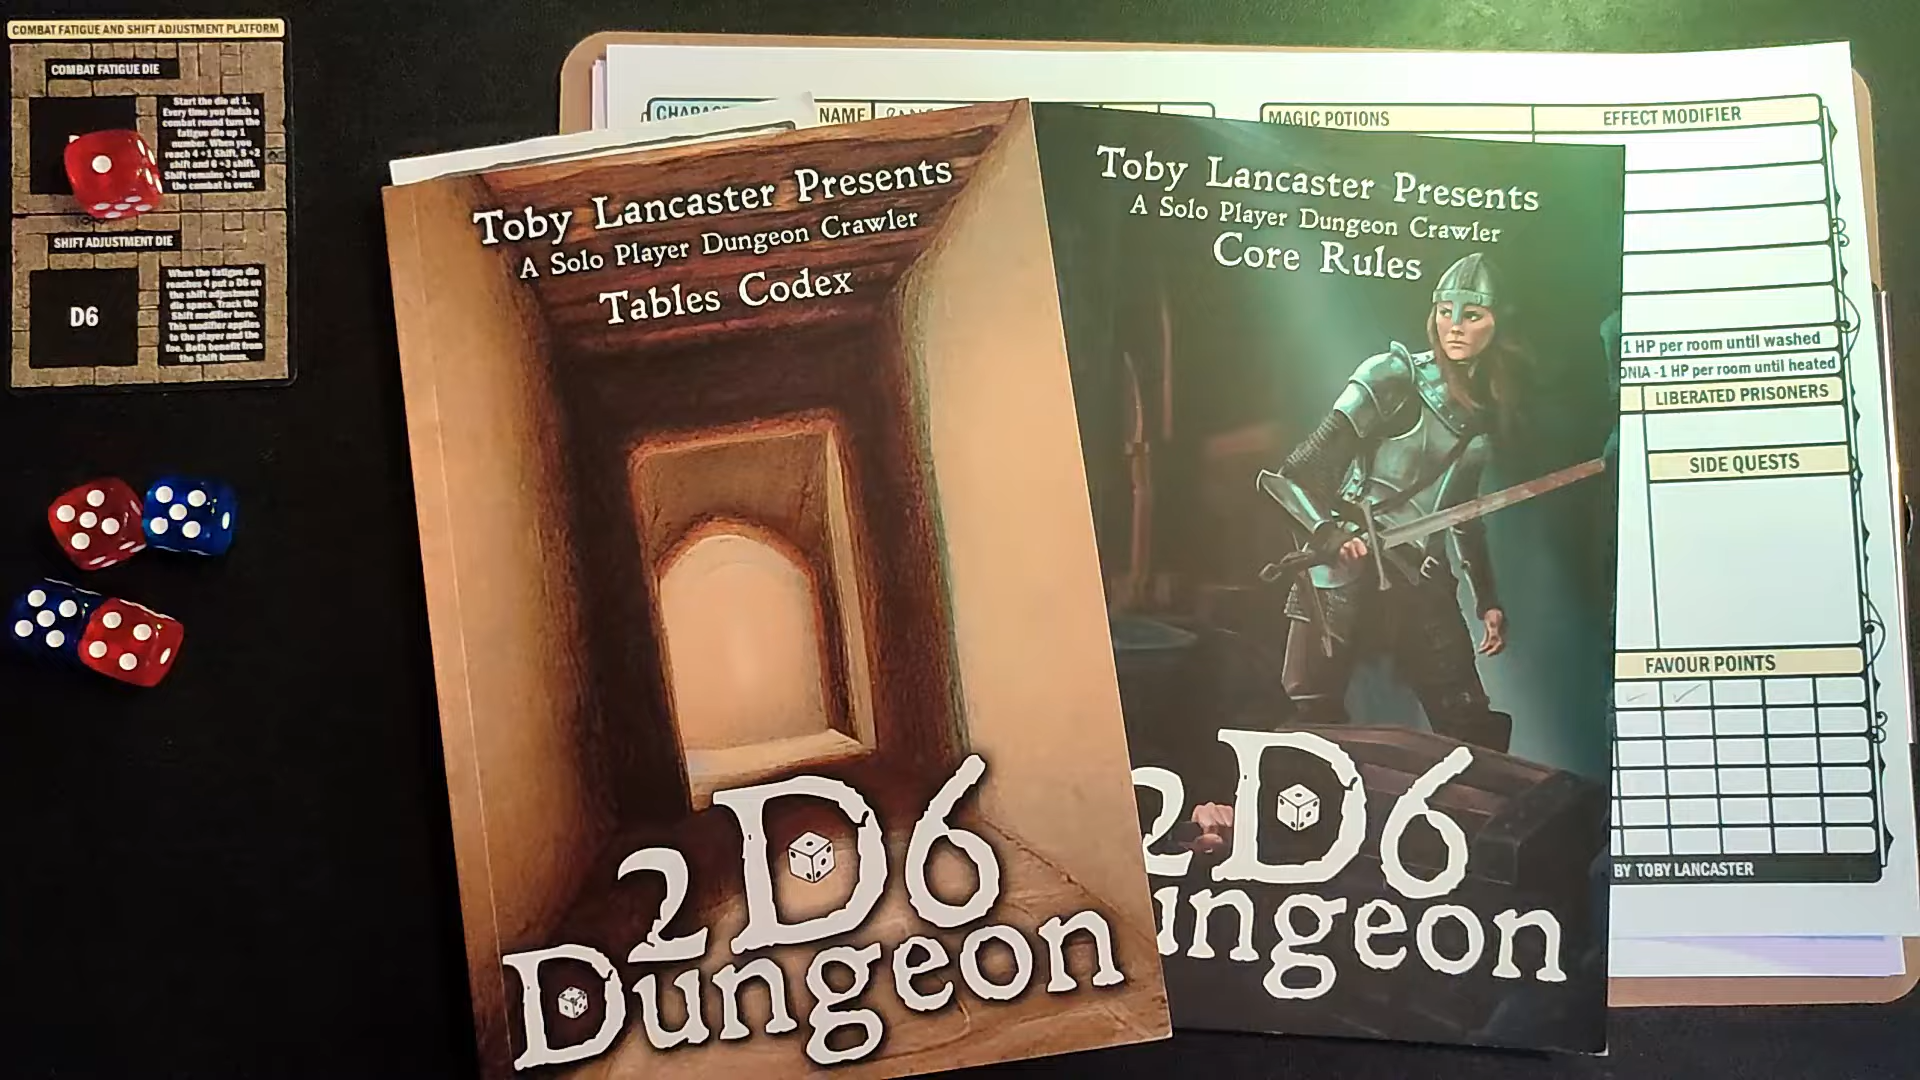 COMBAT FATIGUE AND SHIFT ADJUSTMENT PLATFORM
COMBAT FATIGUE DIE
Start the die at 1.
Every time you finish a
combat round turn the
fatigue die up 1
number. When you
reach 4 +1 Shift, 5 +2
shift and 6 +3 shift.
Shift remains +3 until
the combat is over.
SHIFT ADJUSTMENT DIE
D6
When the fatigue die
reaches 4 put a D6 on
the shift adjustment
die space. Track the
Shift modifier here.
This modifier applies
to the player and the
foe. Both benefit from
the Shift bonus.
NAME
MAGIC POTIONS
EFFECT MODIFIER
Toby Lancaster Presents
A Solo Player Dungeon Crawler
Tables Codex
2D6
Dungeon
Toby Lancaster Presents
A Solo Player Dungeon Crawler
Core Rules
2D6
ungeon
1 HP per room until washed
ONIA -1 HP per room until heated
LIBERATED PRISONERS
SIDE QUESTS
FAVOUR POINTS
BY TOBY LANCASTER